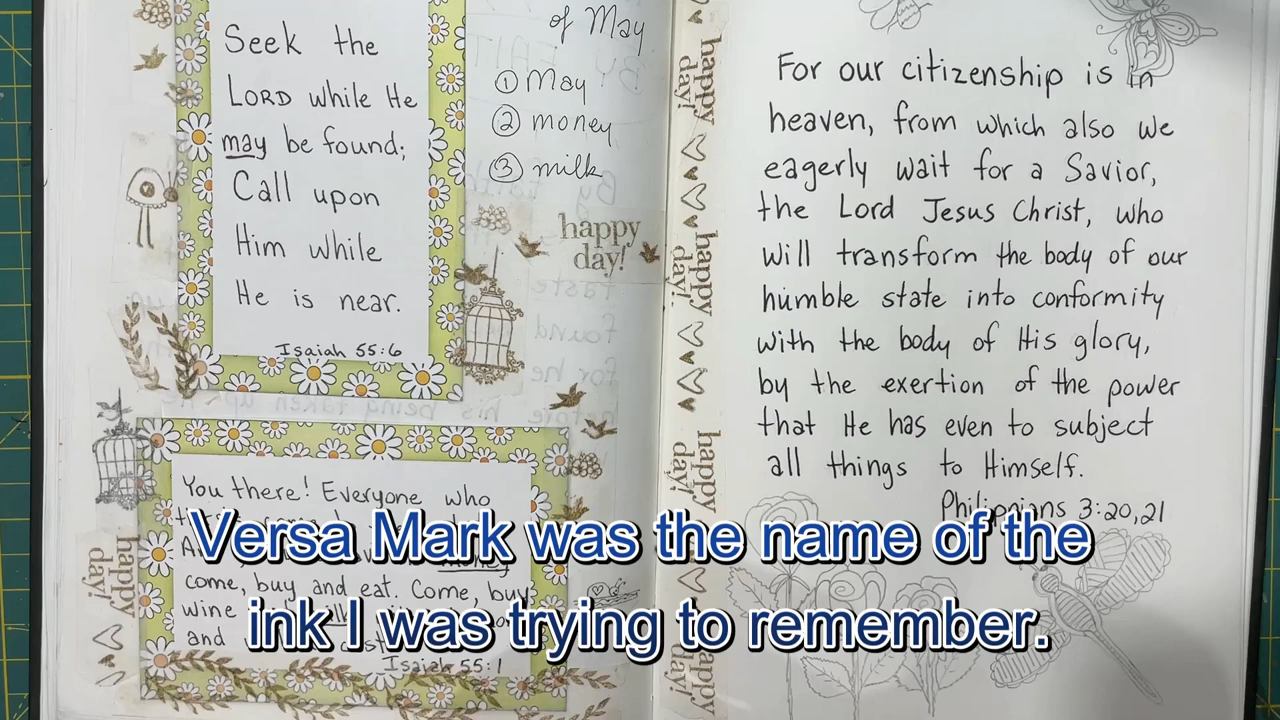 Seek the
LORD while He
may be found;
Call upon
Him while
He is near.
Isaiah 55:6
of May
① May
② money
③ milk
happy
day!
You there! Everyone who
come, buy and eat. Come, buy
wine
and
Isaiah 55:1
happy
day!
happy
day!
happy
day!
happy
day!
happy
day!
For our citizenship is in
heaven, from which also we
eagerly wait for a Savior,
the Lord Jesus Christ, who
will transform the body of our
humble state into conformity
with the body of His glory,
by the exertion of the power
that He has even to subject
all things to Himself.
Philippians 3:20,21
Versa Mark was the name of the
ink I was trying to remember.